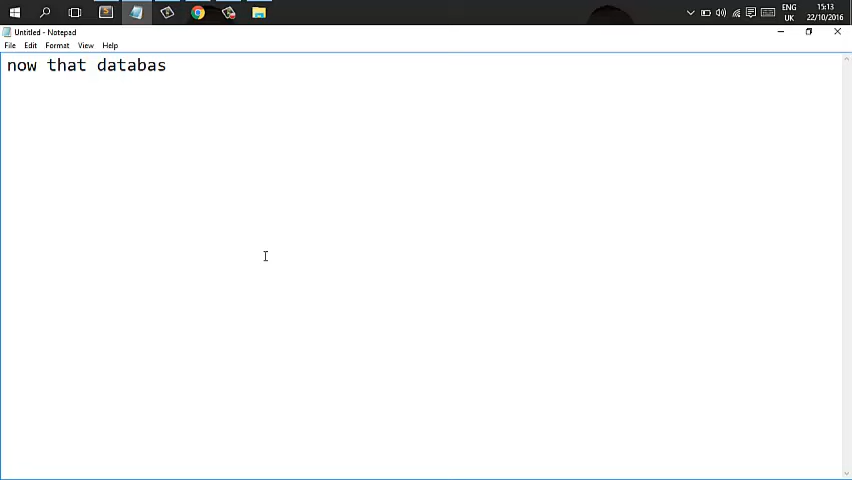 ENG
15:13
UK
22/10/2016
Untitled - Notepad
File Edit Format View Help
now that databas